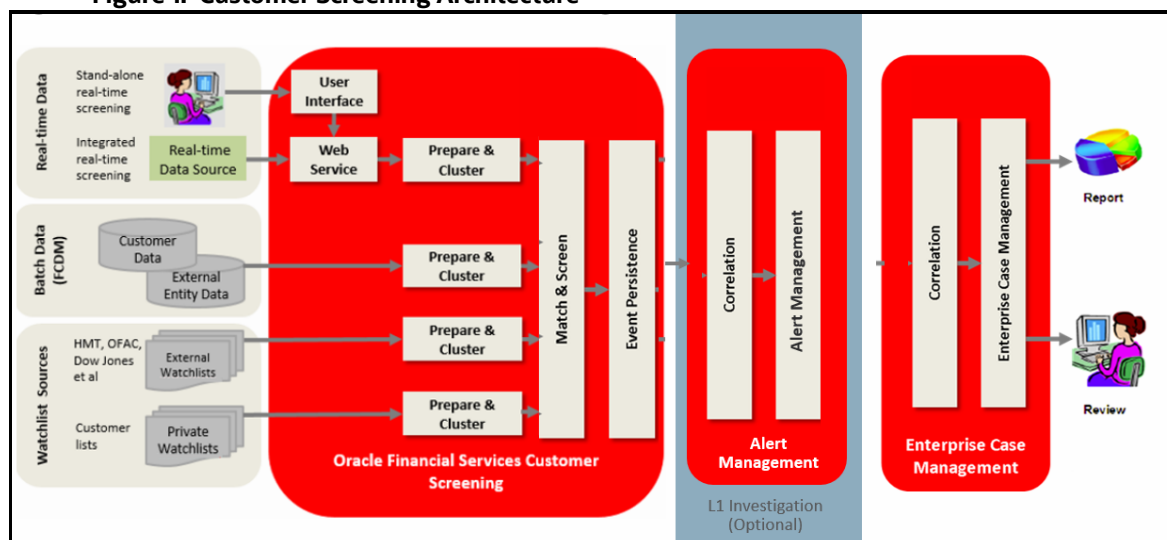 Figure 4. Customer Screening Architecture
Real-time Data
Stand-alone
real-time
screening
Integrated
real-time
screening
Real-time
Data Source
User
Interface
Web
Service
Prepare &
Cluster
Batch Data
(FCDM)
Customer
Data
External
Entity Data
Prepare &
Cluster
Watchlist Sources
HMT, OFAC,
Dow Jones
et al
External
Watchlists
Prepare &
Cluster
Customer
lists
Private
Watchlists
Prepare &
Cluster
Match & Screen
Event Persistence
Oracle Financial Services Customer
Screening
Correlation
Alert Management
Alert
Management
L1 Investigation
(Optional)
Correlation
Enterprise Case Management
Enterprise Case
Management
Report
Review